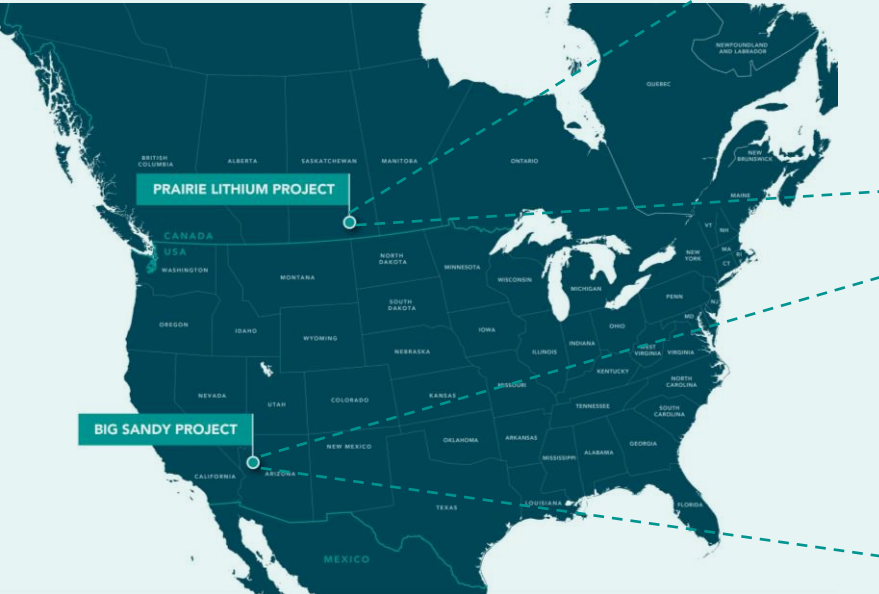 NEWFOUNDLAND
AND LABRADOR
QUEBEC
BRITISH
COLUMBIA
ALBERTA
SASKATCHEWAN
MANITOBA
ONTARIO
NEW
BRUNSWICK
PRAIRIE LITHIUM PROJECT
MAINE
CANADA
USA
VT
NH
WASHINGTON
MONTANA
NORTH
DAKOTA
MINNESOTA
WISCONSIN
MICHIGAN
NEW
YORK
MA
RI
CT
SOUTH
DAKOTA
PENN
NJ
OREGON
IDAHO
WYOMING
IOWA
OHIO
MD
NEBRASKA
ILLINOIS
INDIANA
WEST
VIRGINIA
VIRGINIA
KENTUCKY
NEVADA
UTAH
COLORADO
KANSAS
MISSOURI
NORTH
CAROLINA
TENNESSEE
SOUTH
CAROLINA
BIG SANDY PROJECT
NEW MEXICO
OKLAHOMA
ARKANSAS
MISSISSIPPI
ALABAMA
GEORGIA
CALIFORNIA
ARIZONA
TEXAS
LOUISIANA
FLORIDA
MEXICO